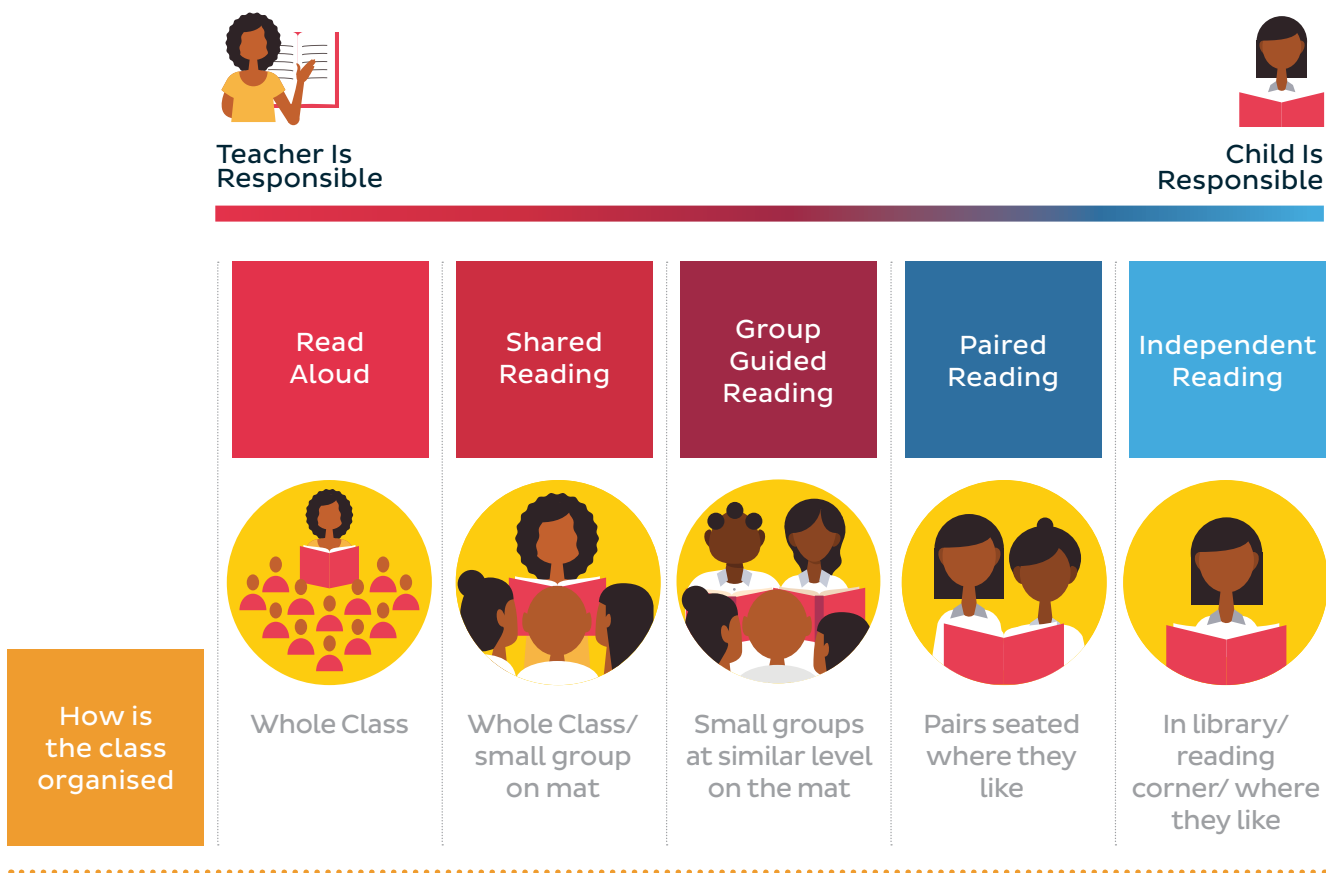 Teacher Is
Responsible
Child Is
Responsible
Read
Aloud
Shared
Reading
Group
Guided
Reading
Paired
Reading
Independent
Reading
How is
the class
organised
Whole Class
Whole Class/
small group
on mat
Small groups
at similar level
on the mat
Pairs seated
where they
like
In library/
reading
corner/ where
they like